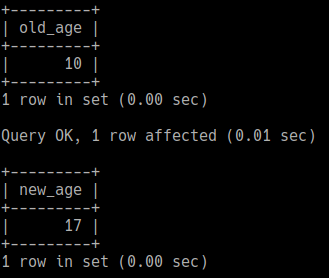 +---------+
| old_age |
+---------+
|      10 |
+---------+
1 row in set (0.00 sec)

Query OK, 1 row affected (0.01 sec)

+---------+
| new_age |
+---------+
|      17 |
+---------+
1 row in set (0.00 sec)